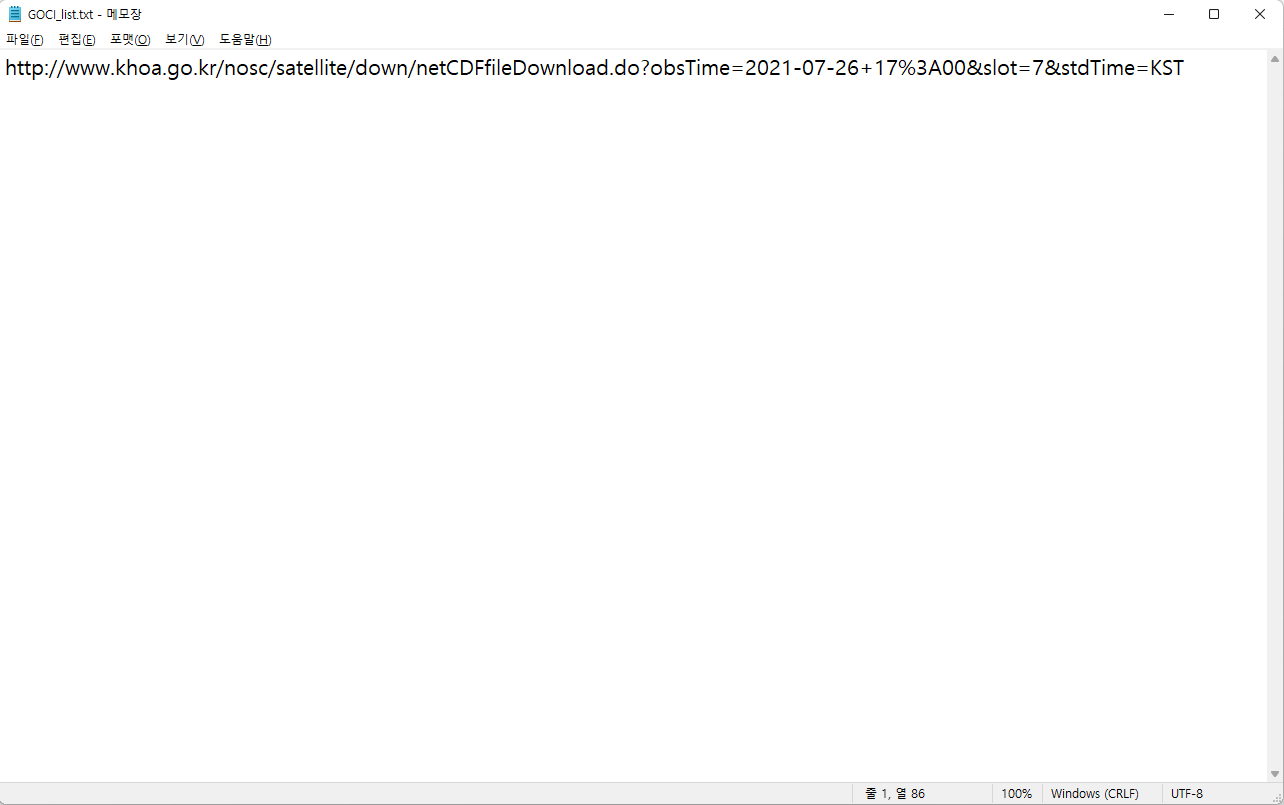 GOCI_list.txt - 메모장
파일(F) 편집(E) 포맷(O) 보기(V) 도움말(H)
http://www.khoa.go.kr/nosc/satellite/down/netCDFfileDownload.do?obsTime=2021-07-26+17%3A00&slot=7&stdTime=KST
줄 1, 열 86 100% Windows (CRLF) UTF-8